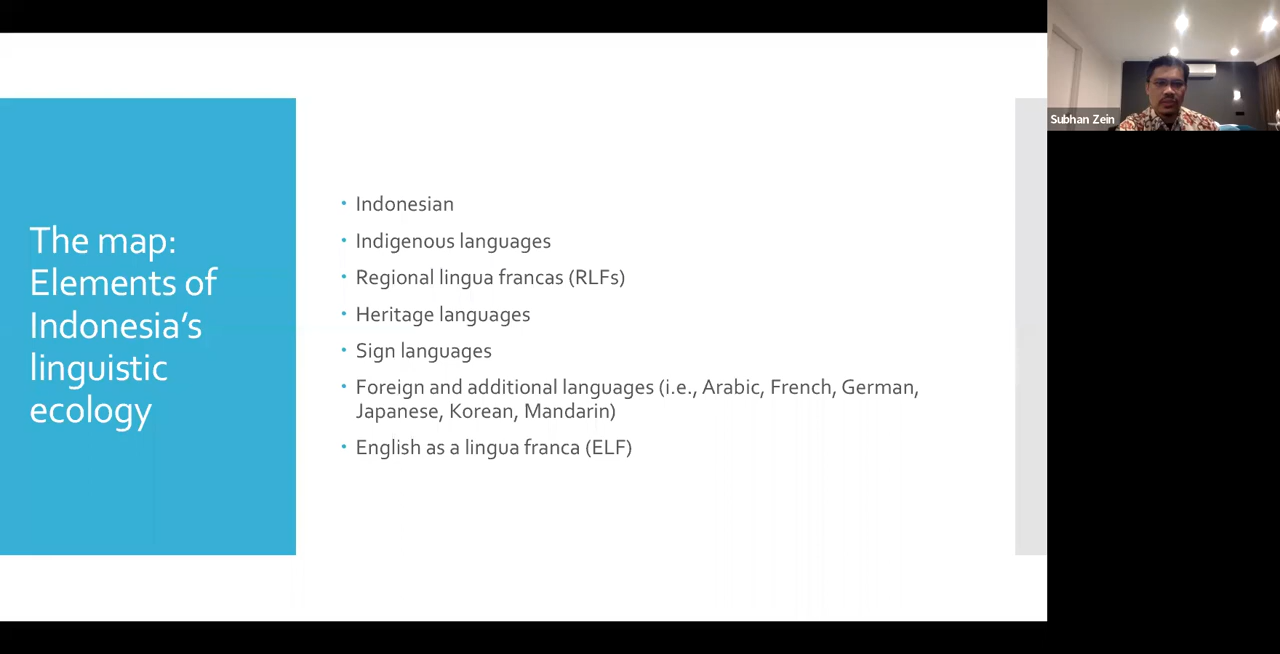 The map:
Elements of
Indonesia’s
linguistic
ecology
• Indonesian
• Indigenous languages
• Regional lingua francas (RLFs)
• Heritage languages
• Sign languages
• Foreign and additional languages (i.e., Arabic, French, German,
Japanese, Korean, Mandarin)
• English as a lingua franca (ELF)
Subhan Zein